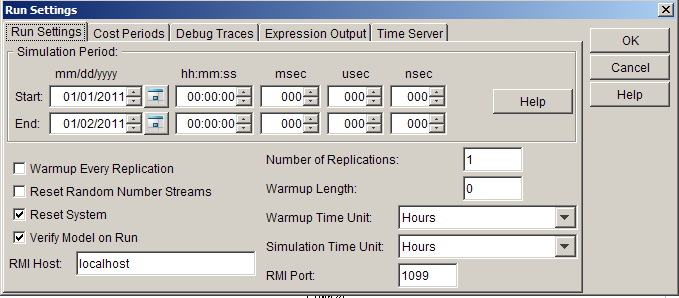 Run Settings
Run Settings Cost Periods Debug Traces Expression Output Time Server
OK
Cancel
Help
Simulation Period:
mm/dd/yyyy hh:mm:ss msec usec nsec
Start: 01/01/2011 00:00:00 000 000 000
End: 01/02/2011 00:00:00 000 000 000
Help
Warmup Every Replication
Reset Random Number Streams
Reset System
Verify Model on Run
RMI Host: localhost
Number of Replications: 1
Warmup Length: 0
Warmup Time Unit: Hours
Simulation Time Unit: Hours
RMI Port: 1099